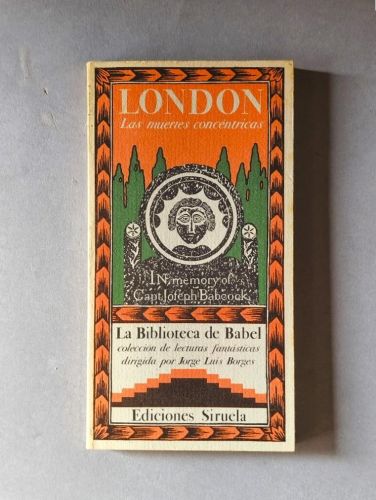 LONDON
Las muertes concéntricas
In memory of
Capt Joseph Babcock
La Biblioteca de Babel
colección de lecturas fantásticas
dirigida por Jorge Luis Borges
Ediciones Siruela